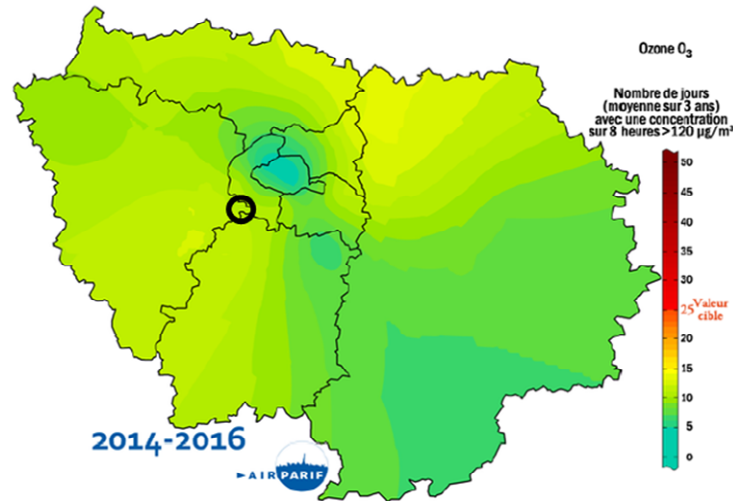 Ozone O₃
Nombre de jours
(moyenne sur 3 ans)
avec une concentration
sur 8 heures >120 µg/m³
50
45
40
35
30
25 Valeur
cible
20
15
10
5
0
2014-2016
AIRPARIF